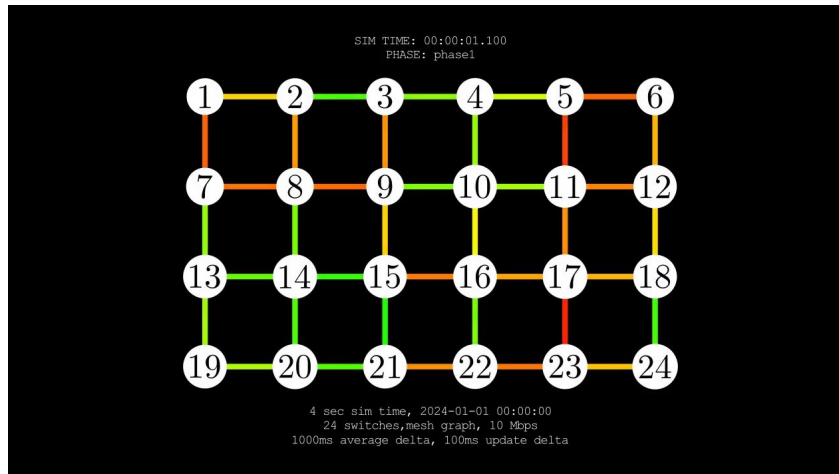 SIM TIME: 00:00:01.100
PHASE: phase1
1 2 3 4 5 6
7 8 9 10 11 12
13 14 15 16 17 18
19 20 21 22 23 24
4 sec sim time, 2024-01-01 00:00:00
24 switches,mesh graph, 10 Mbps
1000ms average delta, 100ms update delta